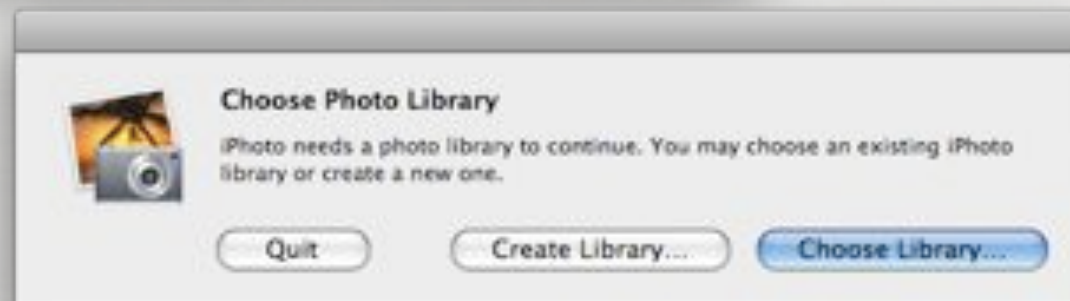 Choose Photo Library
iPhoto needs a photo library to continue. You may choose an existing iPhoto
library or create a new one.
Quit
Create Library...
Choose Library...